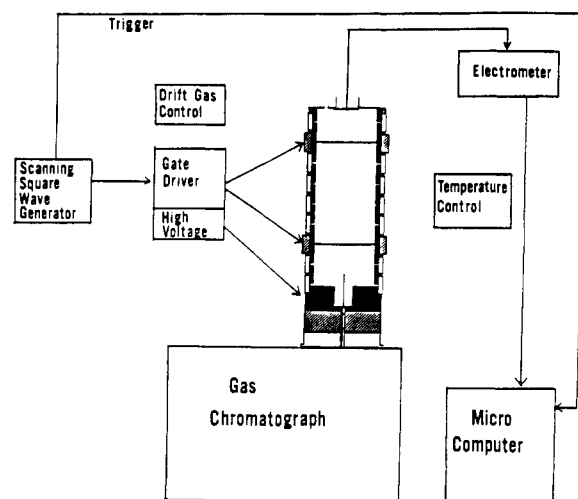 Trigger
Electrometer
Drift Gas
Control
Scanning
Square
Wave
Generator
Gate
Driver
High
Voltage
Temperature
Control
Gas
Chromatograph
Micro
Computer